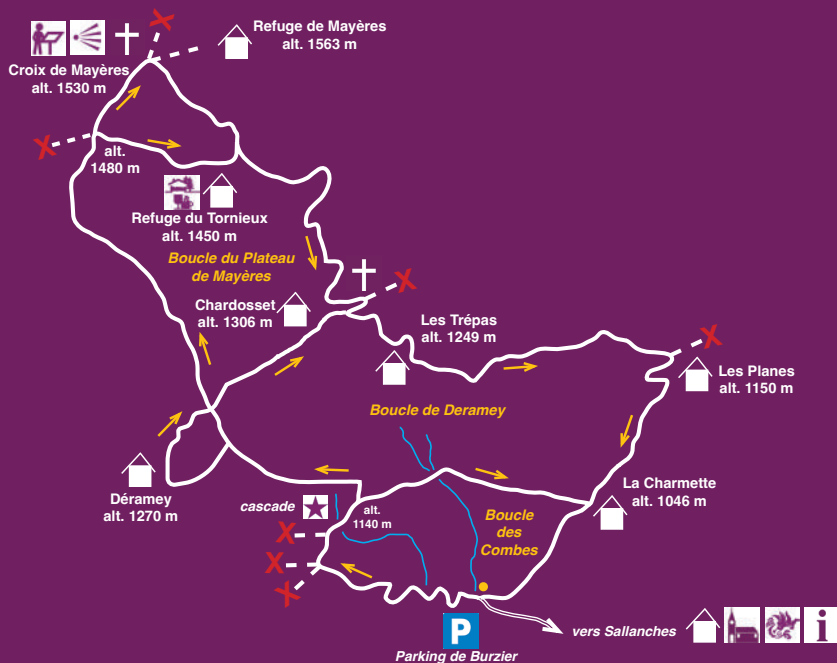 Refuge de Mayères
alt. 1563 m
Croix de Mayères
alt. 1530 m
alt.
1480 m
Refuge du Tornieux
alt. 1450 m
Boucle du Plateau
de Mayères
Chardosset
alt. 1306 m
Les Trépas
alt. 1249 m
Les Planes
alt. 1150 m
Boucle de Deramey
Déramey
alt. 1270 m
cascade
alt.
1140 m
La Charmette
alt. 1046 m
Boucle
des
Combes
P
Parking de Burzier
vers Sallanches
i